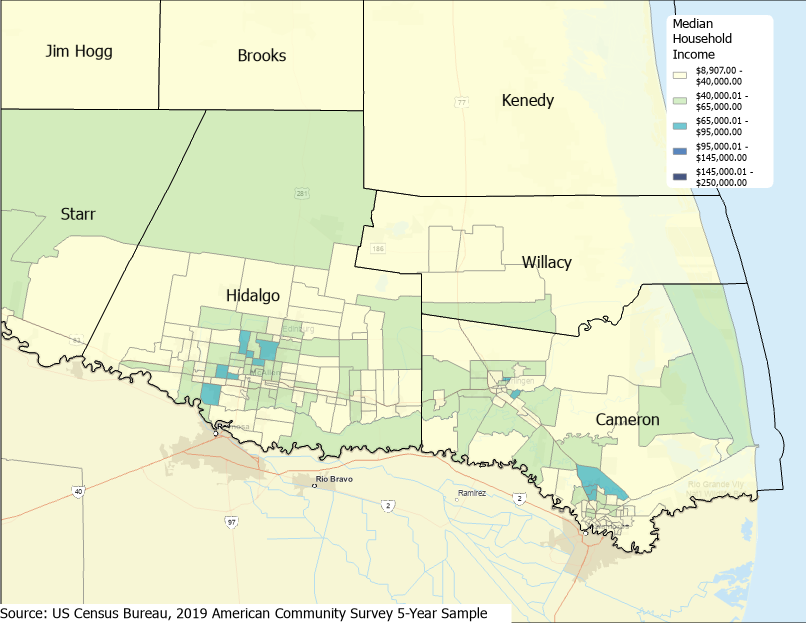 Median
Household
Income
$8,907.00 -
$40,000.00
$40,000.01 -
$65,000.00
$65,000.01 -
$95,000.00
$95,000.01 -
$145,000.00
$145,000.01 -
$250,000.00
Jim Hogg
Brooks
Kenedy
77
281
Starr
186
Willacy
Hidalgo
Edinburg
83
McAllen
Cameron
Reynosa
Rio Bravo
Ramirez
Rio Grande Vly
40
2
2
97
Source: US Census Bureau, 2019 American Community Survey 5-Year Sample